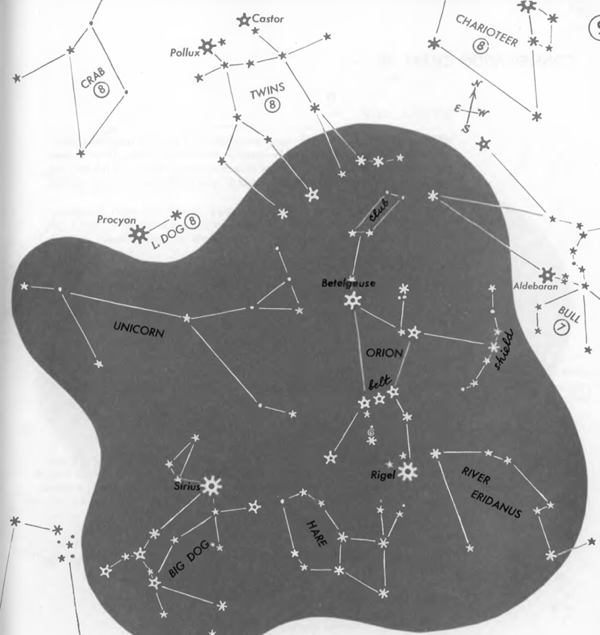 Castor
Pollux
CRAB
8
TWINS
8
CHARIOTEER
8
N
E W
S
Procyon
L. DOG 8
club
Betelgeuse
Aldebaran
BULL
7
UNICORN
ORION
shield
belt
Rigel
RIVER
ERIDANUS
Sirius
HARE
BIG DOG